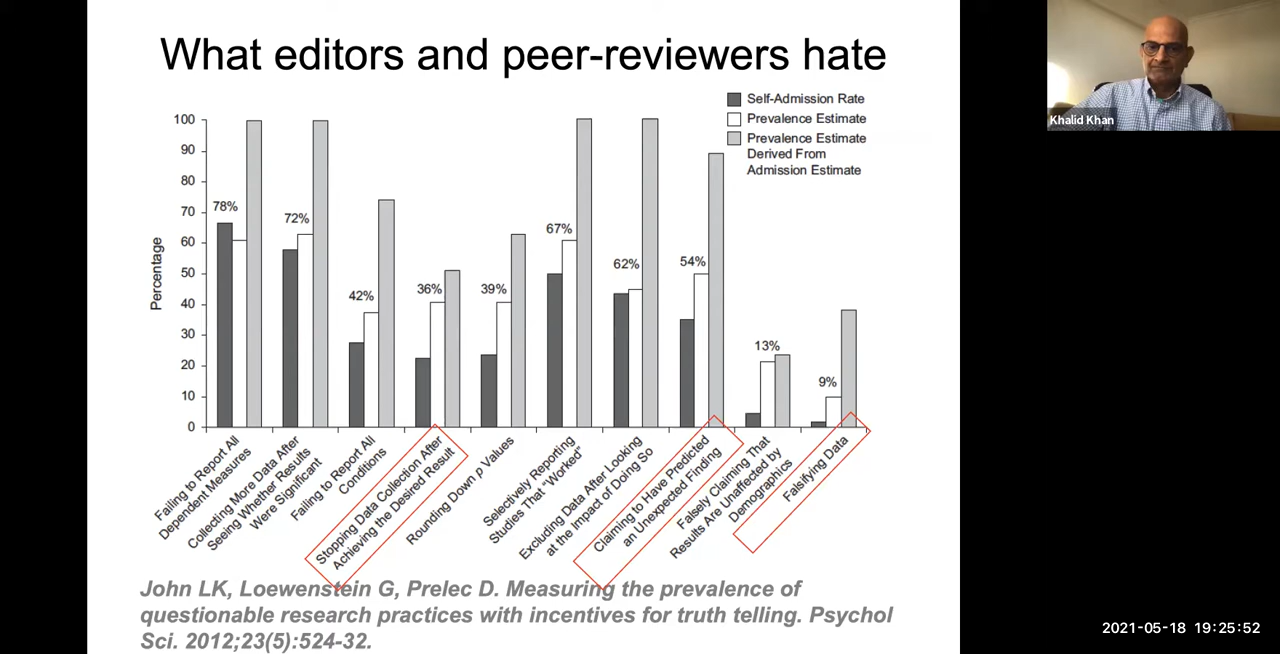 What editors and peer-reviewers hate
Self-Admission Rate
Prevalence Estimate
Prevalence Estimate
Derived From
Admission Estimate
Khalid Khan
Percentage
100
90
80
70
60
50
40
30
20
10
0
78%
72%
42%
36%
39%
67%
62%
54%
13%
9%
Failing to Report All
Dependent Measures
Collecting More Data After
Seeing Whether Results
Were Significant
Failing to Report All
Conditions
Stopping Data Collection After
Achieving the Desired Result
Rounding Down p Values
Selectively Reporting
Studies That “Worked”
Excluding Data After Looking
at the Impact of Doing So
Claiming to Have Predicted
an Unexpected Finding
Falsely Claiming That
Results Are Unaffected by
Demographics
Falsifying Data
John LK, Loewenstein G, Prelec D. Measuring the prevalence of
questionable research practices with incentives for truth telling. Psychol
Sci. 2012;23(5):524-32.
2021-05-18 19:25:52